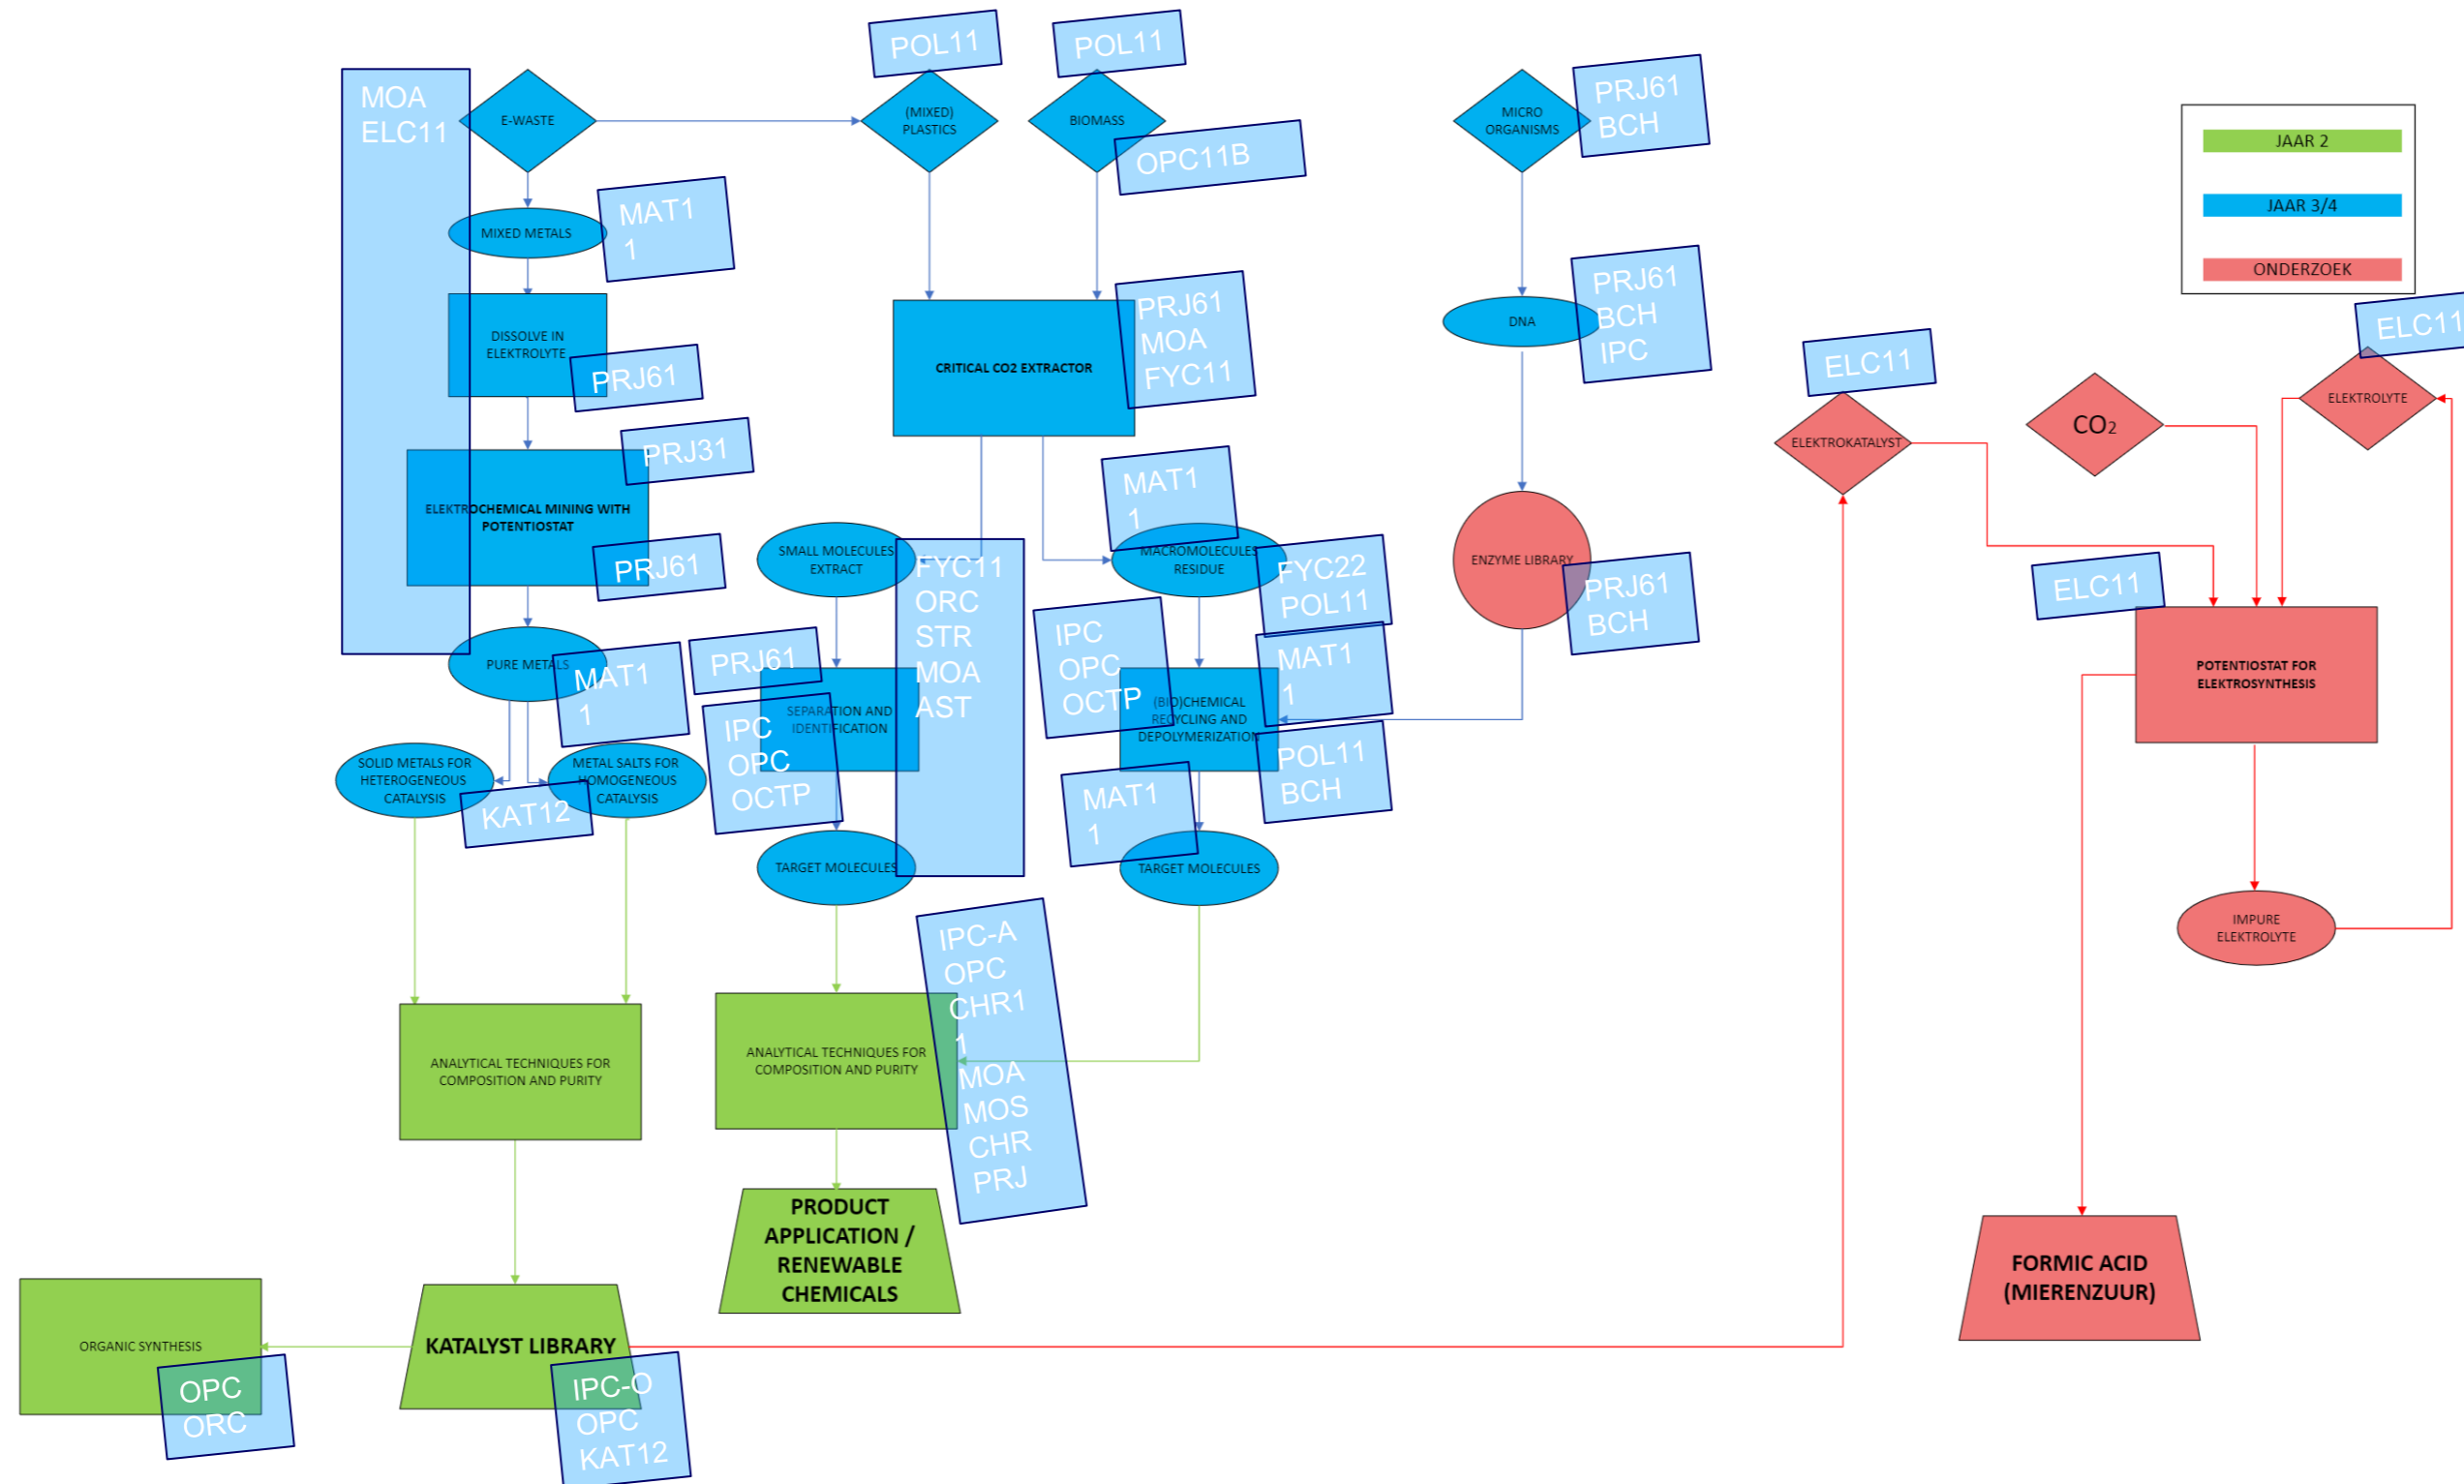 POL11
POL11
MOA
ELC11
E-WASTE
(MIXED)
PLASTICS
BIOMASS
OPC11B
MICRO
ORGANISMS
PRJ61
BCH
JAAR 2
JAAR 3/4
ONDERZOEK
MIXED METALS
MAT1
1
DISSOLVE IN
ELEKTROLYTE
PRJ61
CRITICAL CO2 EXTRACTOR
PRJ61
MOA
FYC11
DNA
PRJ61
BCH
IPC
ELC11
ELEKTROKATALYST
CO2
ELC11
ELEKTROLYTE
PRJ31
ELEKTROCHEMICAL MINING WITH
POTENTIOSTAT
PRJ61
SMALL MOLECULES
EXTRACT
FYC11
ORC
STR
MOA
AST
MAT1
1
MACROMOLECULES
RESIDUE
FYC22
POL11
ENZYME LIBRARY
PRJ61
BCH
ELC11
POTENTIOSTAT FOR
ELEKTROSYNTHESIS
PURE METALS
MAT1
1
PRJ61
SEPARATION AND
IDENTIFICATION
IPC
OPC
OCTP
IPC
OPC
OCTP
(BIO)CHEMICAL
RECYCLING AND
DEPOLYMERIZATION
MAT1
1
POL11
BCH
SOLID METALS FOR
HETEROGENEOUS
CATALYSIS
METAL SALTS FOR
HOMOGENEOUS
CATALYSIS
KAT12
MAT1
1
TARGET MOLECULES
TARGET MOLECULES
IMPURE
ELEKTROLYTE
IPC-A
OPC
CHR1
1
MOA
MOS
CHR
PRJ
ANALYTICAL TECHNIQUES FOR
COMPOSITION AND PURITY
ANALYTICAL TECHNIQUES FOR
COMPOSITION AND PURITY
PRODUCT
APPLICATION /
RENEWABLE
CHEMICALS
FORMIC ACID
(MIERENZUUR)
ORGANIC SYNTHESIS
OPC
ORC
KATALYST LIBRARY
IPC-O
OPC
KAT12